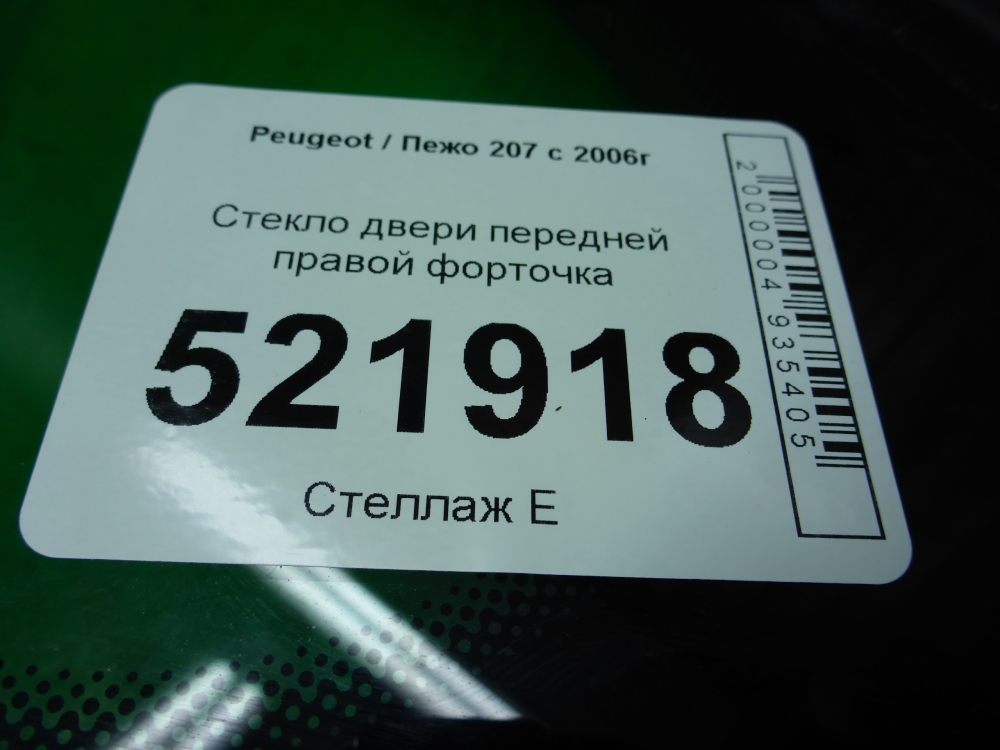 Peugeot / Пежо 207 с 2006г
Стекло двери передней
правой форточка
521918
Стеллаж Е
2000004935405